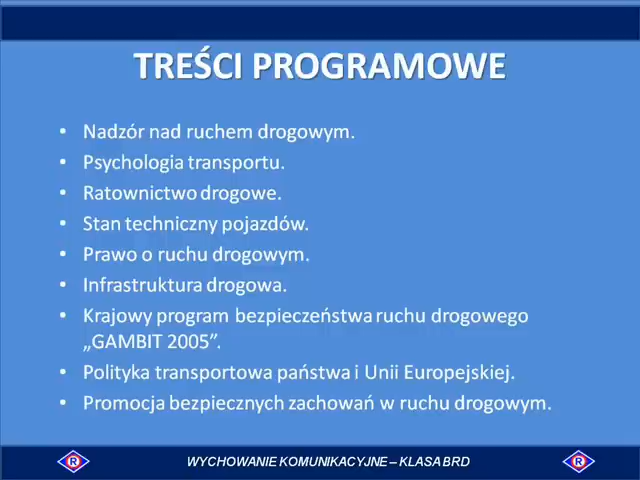 TREŚCI PROGRAMOWE
• Nadzór nad ruchem drogowym.
• Psychologia transportu.
• Ratownictwo drogowe.
• Stan techniczny pojazdów.
• Prawo o ruchu drogowym.
• Infrastruktura drogowa.
• Krajowy program bezpieczeństwa ruchu drogowego
„GAMBIT 2005”.
• Polityka transportowa państwa i Unii Europejskiej.
• Promocja bezpiecznych zachowań w ruchu drogowym.
R WYCHOWANIE KOMUNIKACYJNE – KLASA BRD R